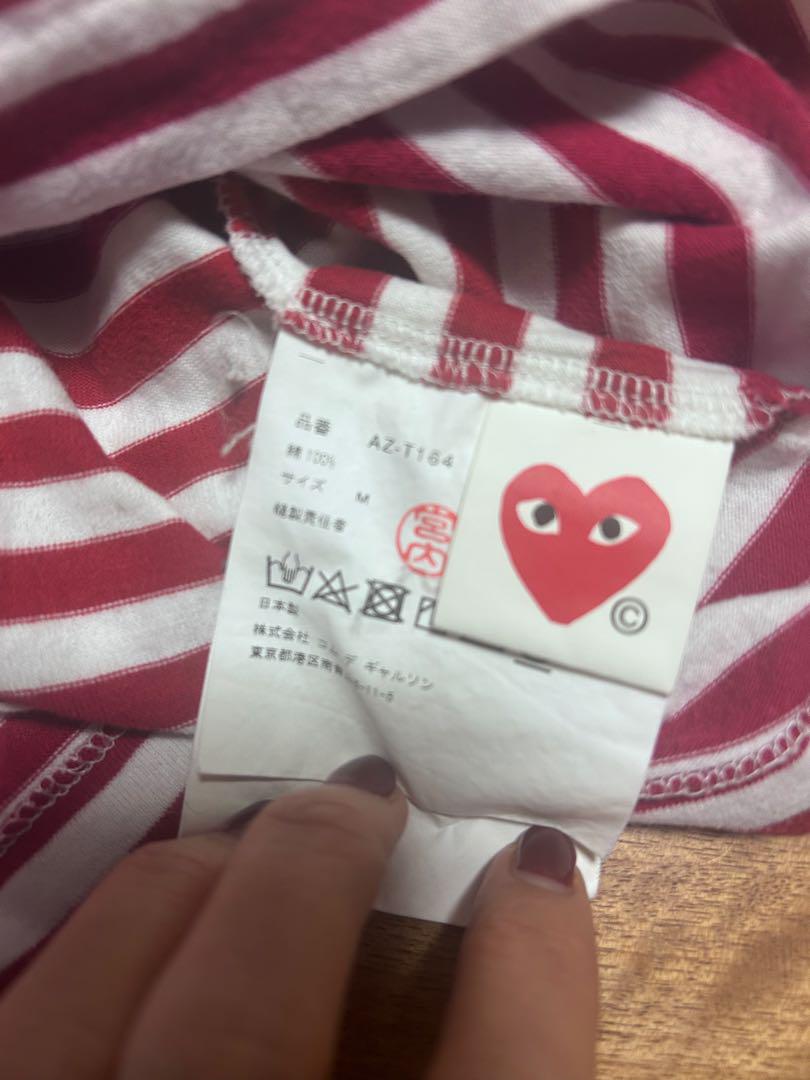 品番 AZ-T164
綿 100%
サイズ M
縫製責任者
宮内
日本製
株式会社 コム デ ギャルソン
東京都港区南青 -11-5
©